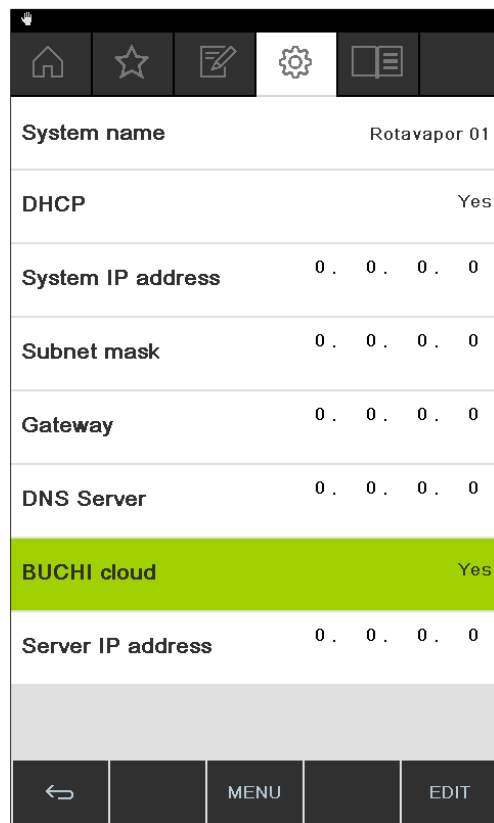 System name Rotavapor 01
DHCP Yes
System IP address 0. 0. 0. 0
Subnet mask 0. 0. 0. 0
Gateway 0. 0. 0. 0
DNS Server 0. 0. 0. 0
BUCHI cloud Yes
Server IP address 0. 0. 0. 0
MENU EDIT